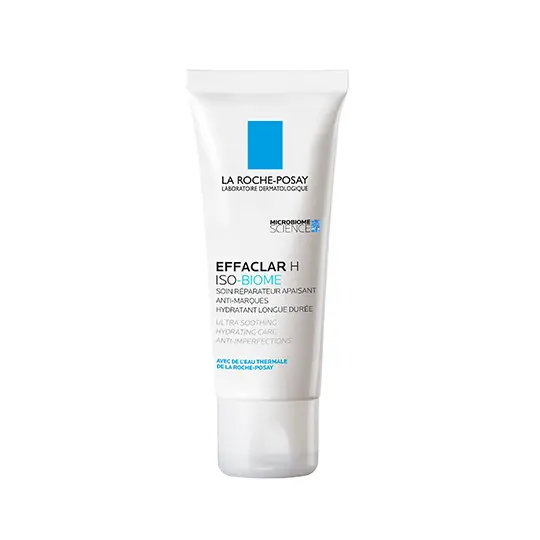 LA ROCHE-POSAY
LABORATOIRE DERMATOLOGIQUE
MICROBIOME
SCIENCE
EFFACLAR H
ISO-BIOME
SOIN RÉPARATEUR APAISANT
ANTI-MARQUES
HYDRATANT LONGUE DURÉE
ULTRA SOOTHING
HYDRATING CARE
ANTI-IMPERFECTIONS
AVEC DE L'EAU THERMALE
DE LA ROCHE-POSAY